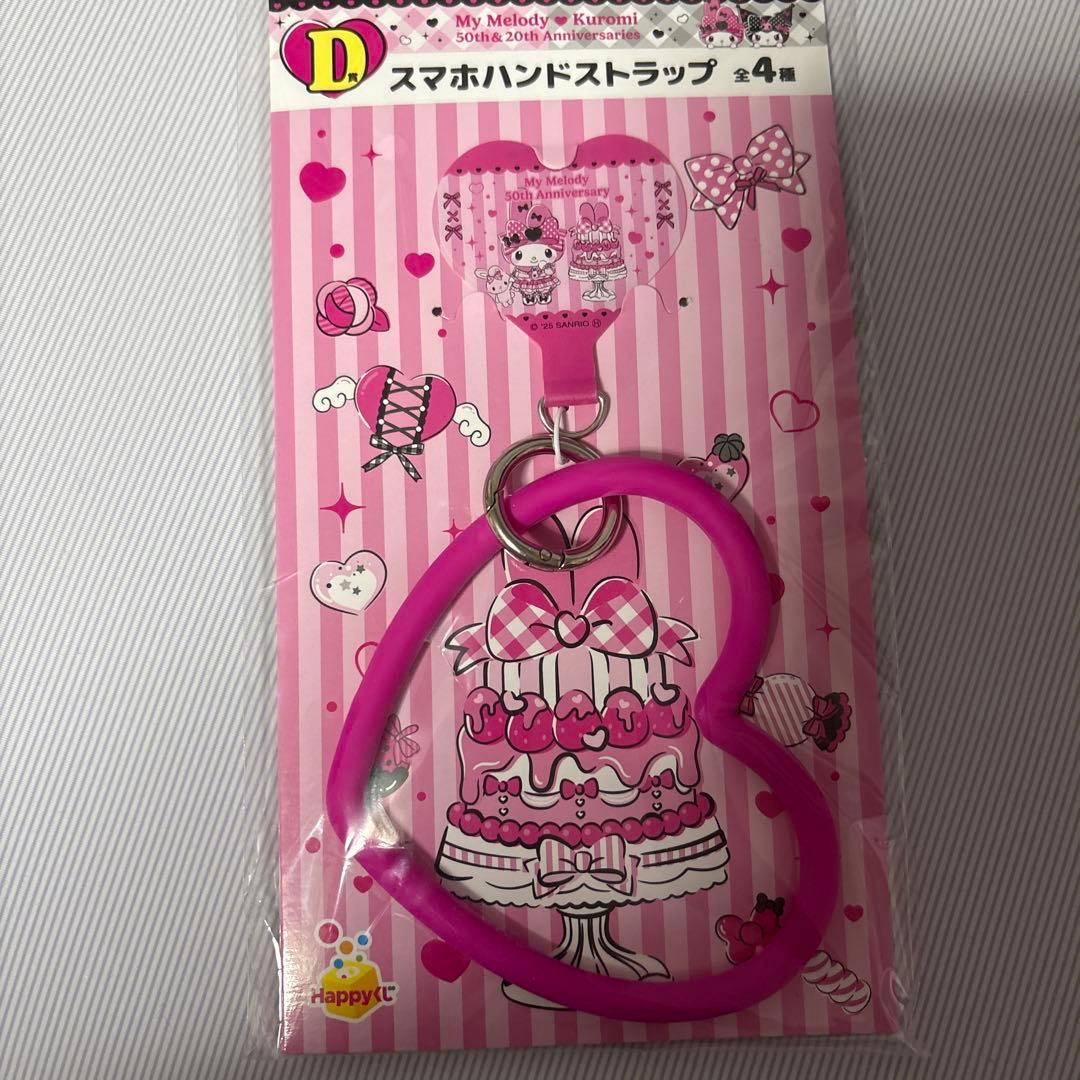 My Melody ♥ Kuromi
50th & 20th Anniversaries
D賞
スマホハンドストラップ 全4種
My Melody
50th Anniversary
© '25 SANRIO Ⓗ
Happyくじ